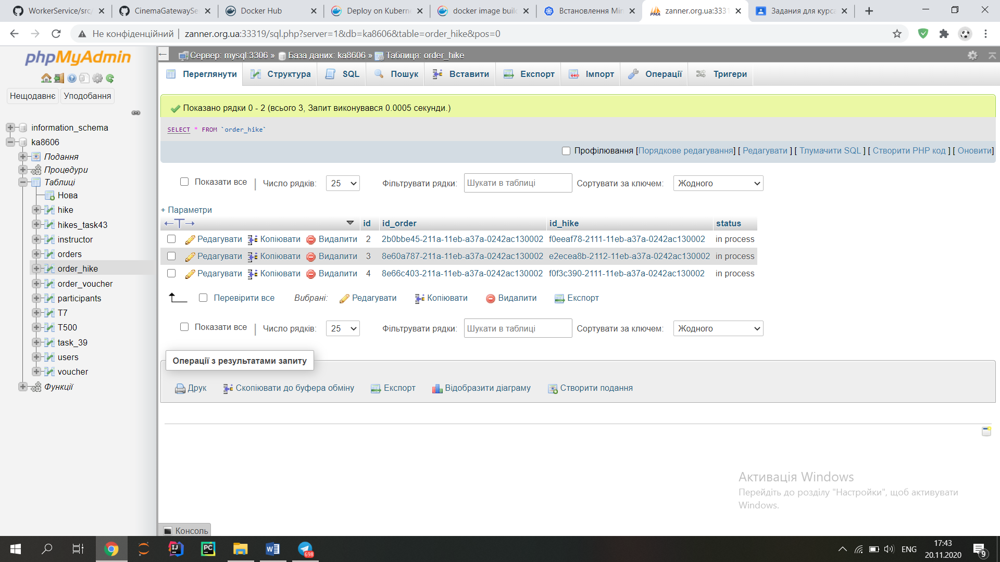 WorkerService/src/
CinemaGatewaySe
Docker Hub
Deploy on Kuberne
docker image buil
Встановлення Min
zanner.org.ua:3331
Задания для курса
Не конфіденційний
zanner.org.ua:33319/sql.php?server=1&db=ka8606&table=order_hike&pos=0
phpMyAdmin
Нещодавнє
Уподобання
information_schema
ka8606
Подання
Процедури
Таблиці
Нова
hike
hikes_task43
instructor
orders
order_hike
order_voucher
participants
T7
T500
task_39
users
voucher
Функції
Сервер: mysql:3306 » База даних: ka8606 » Таблиця: order_hike
Переглянути
Структура
SQL
Пошук
Вставити
Експорт
Імпорт
Операції
Тригери
Показано рядки 0 - 2 (всього 3, Запит виконувався 0.0005 секунди.)
SELECT * FROM `order_hike`
Профілювання [Порядкове редагування] [ Редагувати ] [ Тлумачити SQL ] [ Створити PHP код ] [ Оновити]
Показати все | Число рядків: 25 Фільтрувати рядки: Шукати в таблиці Сортувати за ключем: Жодного
+ Параметри
←T→ id id_order id_hike status
Редагувати Копіювати Видалити 2 2b0bbe45-211a-11eb-a37a-0242ac130002 f0eeaf78-2111-11eb-a37a-0242ac130002 in process
Редагувати Копіювати Видалити 3 8e60a787-211a-11eb-a37a-0242ac130002 e2ecea8b-2112-11eb-a37a-0242ac130002 in process
Редагувати Копіювати Видалити 4 8e66c403-211a-11eb-a37a-0242ac130002 f0f3c390-2111-11eb-a37a-0242ac130002 in process
Перевірити все Вибрані: Редагувати Копіювати Видалити Експорт
Показати все | Число рядків: 25 Фільтрувати рядки: Шукати в таблиці Сортувати за ключем: Жодного
Операції з результатами запиту
Друк Скопіювати до буфера обміну Експорт Відобразити діаграму Створити подання
Активація Windows
Перейдіть до розділу "Настройки", щоб активувати
Windows.
Консоль
698
ENG
17:43
20.11.2020
9